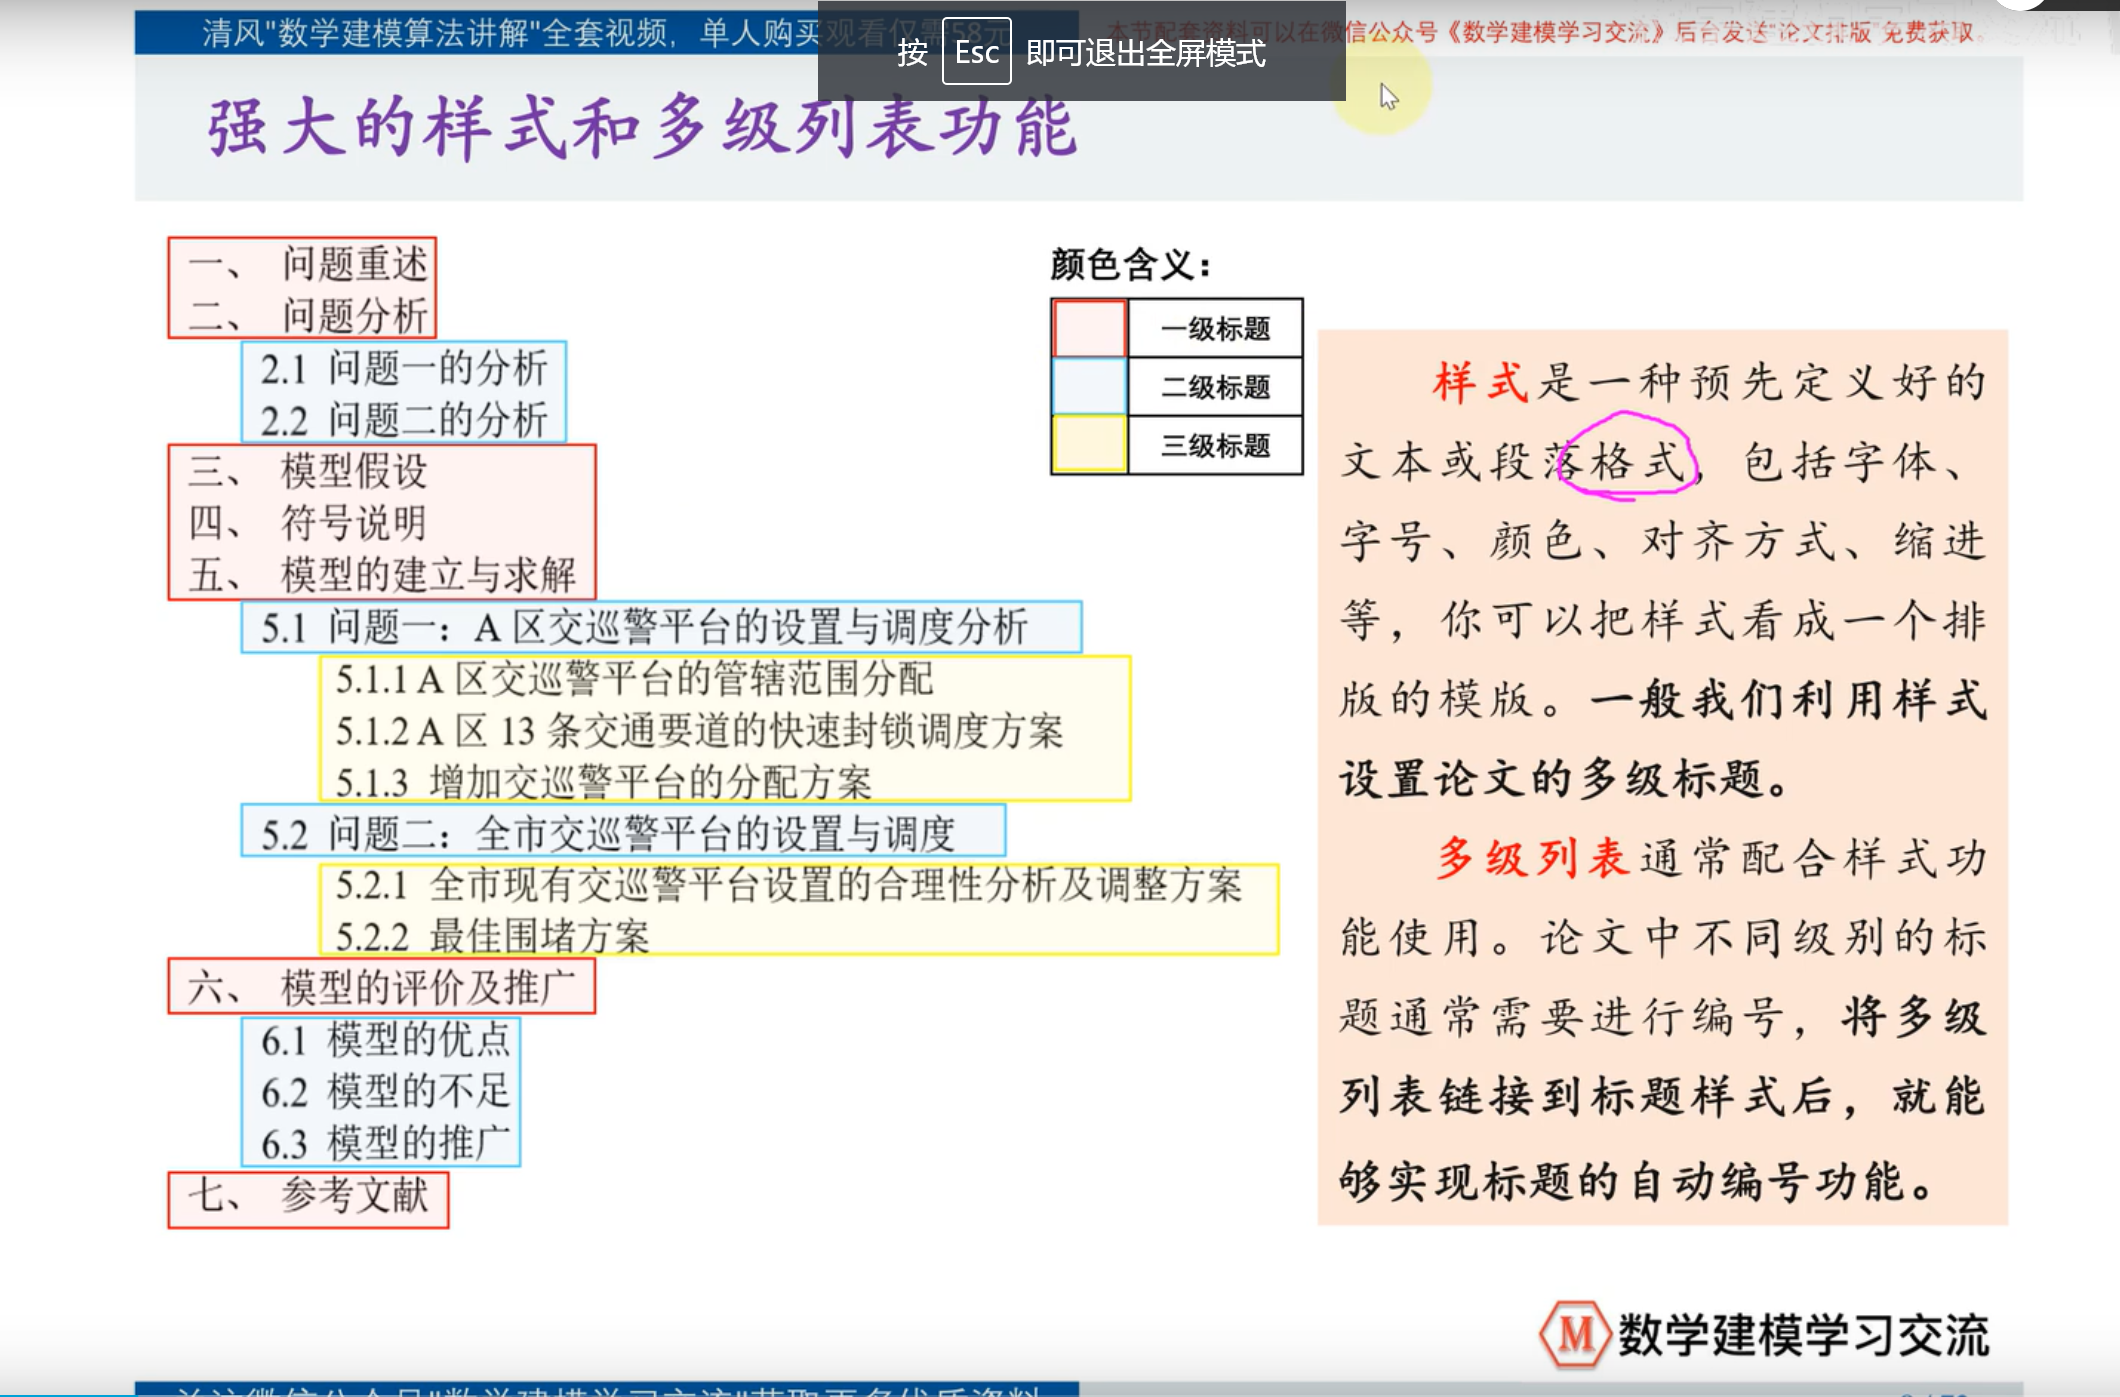 清风"数学建模算法讲解"全套视频，单人购买观看仅需58元
本节配套资料可以在微信公众号《数学建模学习交流》后台发送"论文排版"免费获取。
按 Esc 即可退出全屏模式
强大的样式和多级列表功能
一、 问题重述
二、 问题分析
2.1 问题一的分析
2.2 问题二的分析
三、 模型假设
四、 符号说明
五、 模型的建立与求解
5.1 问题一：A 区交巡警平台的设置与调度分析
5.1.1 A 区交巡警平台的管辖范围分配
5.1.2 A 区 13 条交通要道的快速封锁调度方案
5.1.3 增加交巡警平台的分配方案
5.2 问题二：全市交巡警平台的设置与调度
5.2.1 全市现有交巡警平台设置的合理性分析及调整方案
5.2.2 最佳围堵方案
六、 模型的评价及推广
6.1 模型的优点
6.2 模型的不足
6.3 模型的推广
七、 参考文献
颜色含义：
一级标题
二级标题
三级标题
样式是一种预先定义好的
文本或段落格式，包括字体、
字号、颜色、对齐方式、缩进
等，你可以把样式看成一个排
版的模版。一般我们利用样式
设置论文的多级标题。
多级列表通常配合样式功
能使用。论文中不同级别的标
题通常需要进行编号，将多级
列表链接到标题样式后，就能
够实现标题的自动编号功能。
M 数学建模学习交流